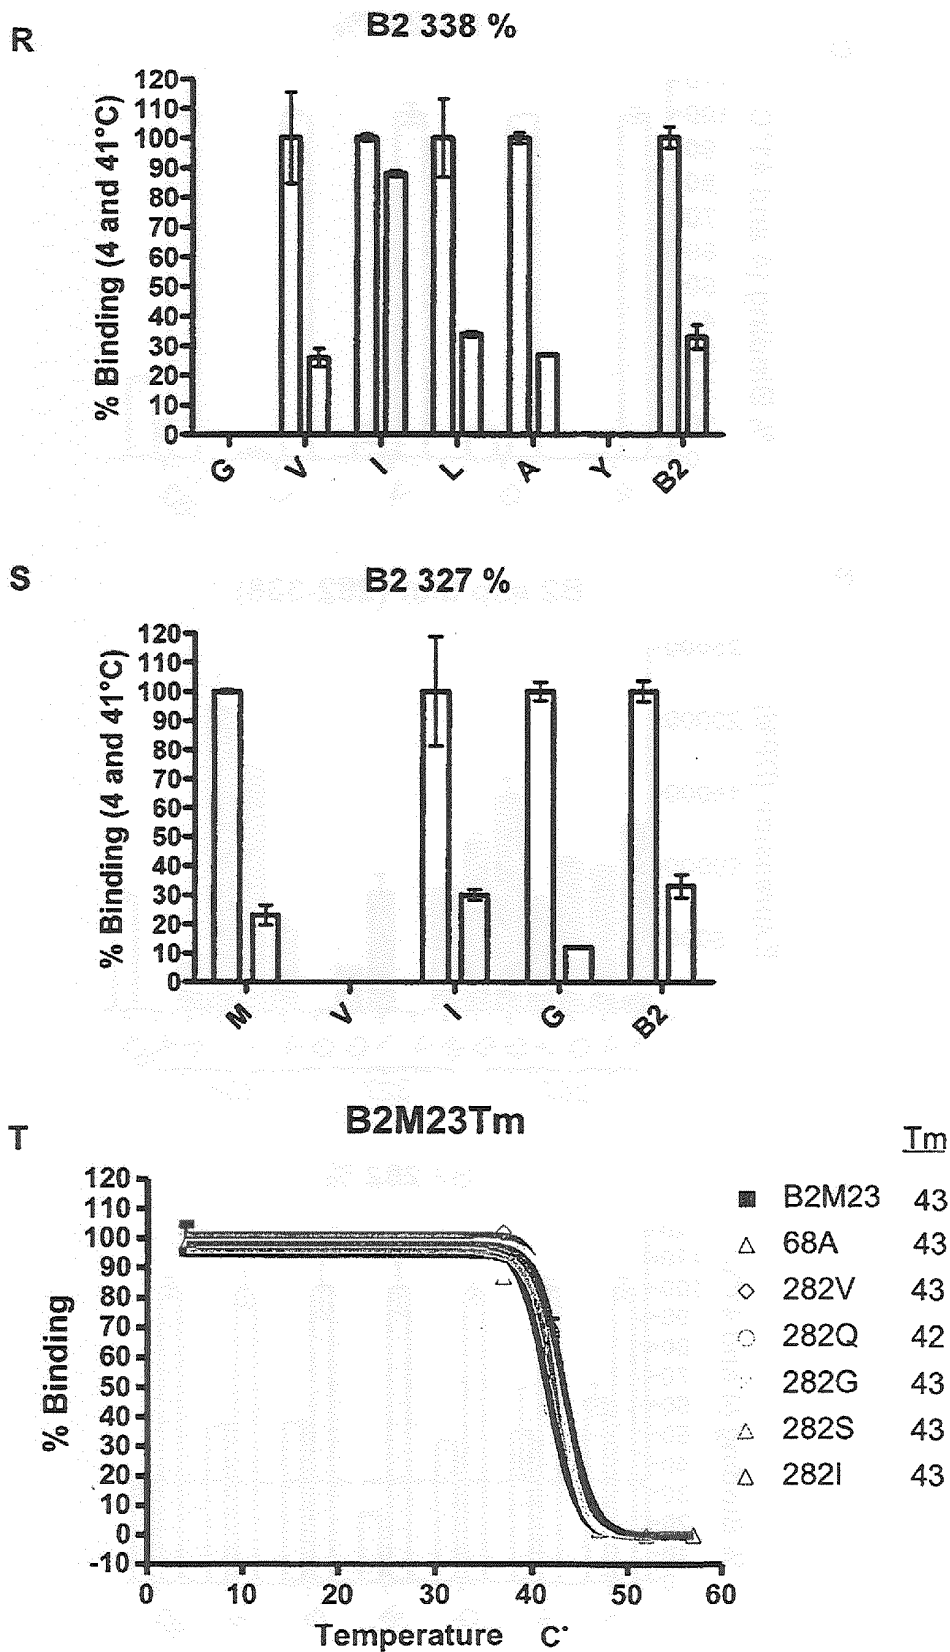 R
B2 338 %
% Binding (4 and 41°C)
120
110
100
90
80
70
60
50
40
30
20
10
0
G V I L A Y B2
S
B2 327 %
% Binding (4 and 41°C)
120
110
100
90
80
70
60
50
40
30
20
10
0
M V I G B2
T
B2M23Tm
Tm
% Binding
120
110
100
90
80
70
60
50
40
30
20
10
0
-10
0 10 20 30 40 50 60
Temperature C°
B2M23 43
68A 43
282V 43
282Q 42
282G 43
282S 43
282I 43